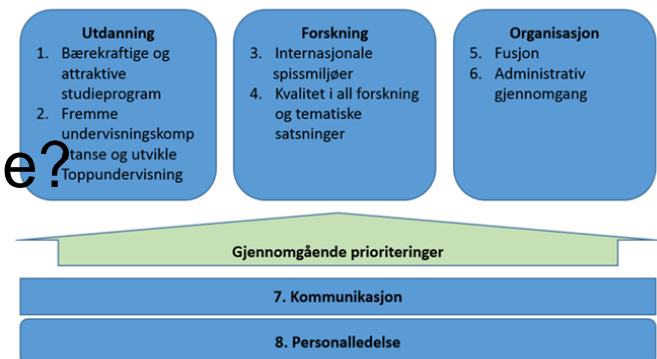 Utdanning
1. Bærekraftige og
attraktive
studieprogram
2. Fremme
undervisningskomp
etanse og utvikle
Toppundervisning
e?
Forskning
3. Internasjonale
spissmiljøer
4. Kvalitet i all forskning
og tematiske
satsninger
Organisasjon
5. Fusjon
6. Administrativ
gjennomgang
Gjennomgående prioriteringer
7. Kommunikasjon
8. Personalledelse